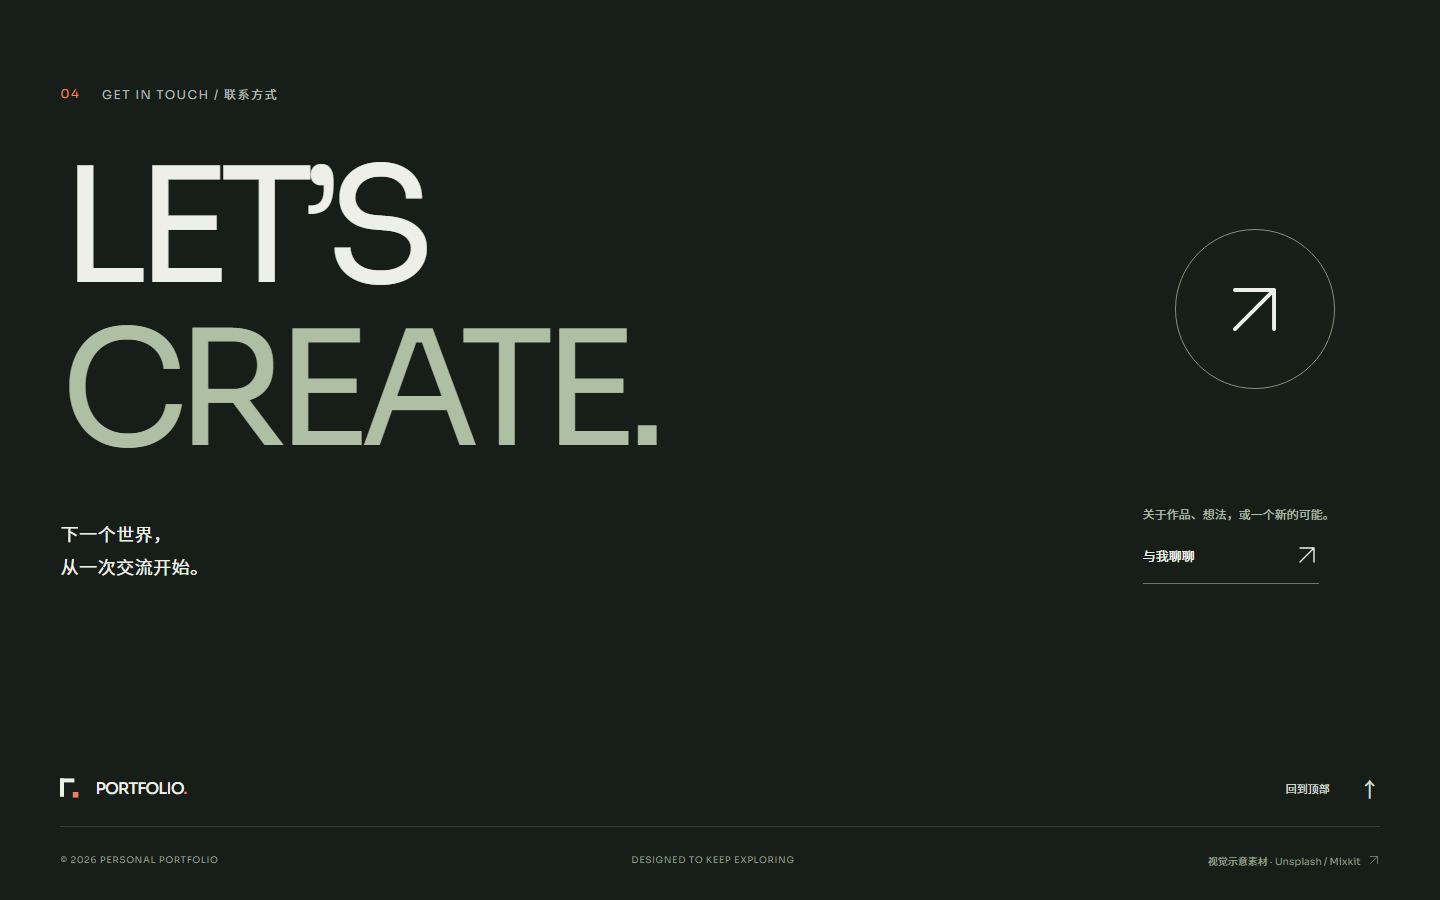 04 GET IN TOUCH / 联系方式
LET’S
CREATE.
下一个世界，
从一次交流开始。
关于作品、想法，或一个新的可能。
与我聊聊
PORTFOLIO.
回到顶部
© 2026 PERSONAL PORTFOLIO
DESIGNED TO KEEP EXPLORING
视觉示意素材 · Unsplash / Mixkit